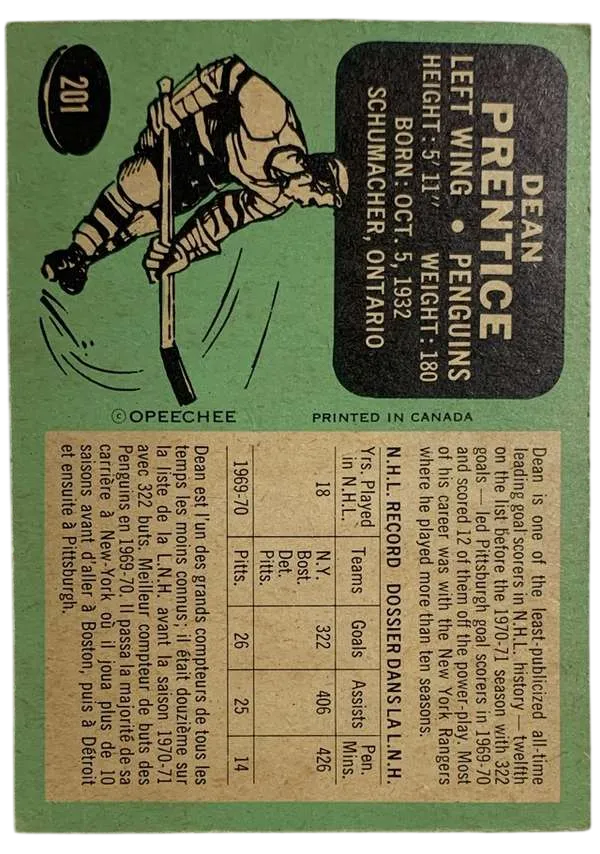 201
DEAN
PRENTICE
LEFT WING • PENGUINS
HEIGHT: 5' 11" WEIGHT: 180
BORN: OCT. 5, 1932
SCHUMACHER, ONTARIO
© OPEECHEE PRINTED IN CANADA
Dean is one of the least-publicized all-time
leading goal scorers in N.H.L. history — twelfth
on the list before the 1970-71 season with 322
goals — led Pittsburgh goal scorers in 1969-70
and scored 12 of them off the power-play. Most
of his career was with the New York Rangers
where he played more than ten seasons.
N.H.L. RECORD DOSSIER DANS LA L.N.H.
Yrs. Played in N.H.L. Teams Goals Assists Pen. Mins.
18 N.Y. 322 406 426
Bost.
Det.
Pitts.
1969-70 Pitts. 26 25 14
Dean est l'un des grands compteurs de tous les
temps les moins connus; il était douzième sur
la liste de la L.N.H. avant la saison 1970-71
avec 322 buts. Meilleur compteur de buts des
Penguins en 1969-70. Il passa la majorité de sa
carrière à New-York où il joua plus de 10
saisons avant d'aller à Boston, puis à Détroit
et ensuite à Pittsburgh.